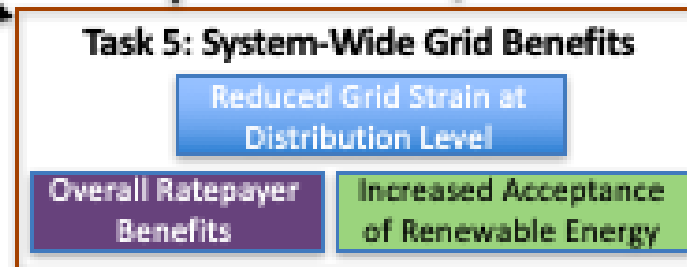 Task 5: System-Wide Grid Benefits
Reduced Grid Strain at
Distribution Level
Overall Ratepayer
Benefits
Increased Acceptance
of Renewable Energy